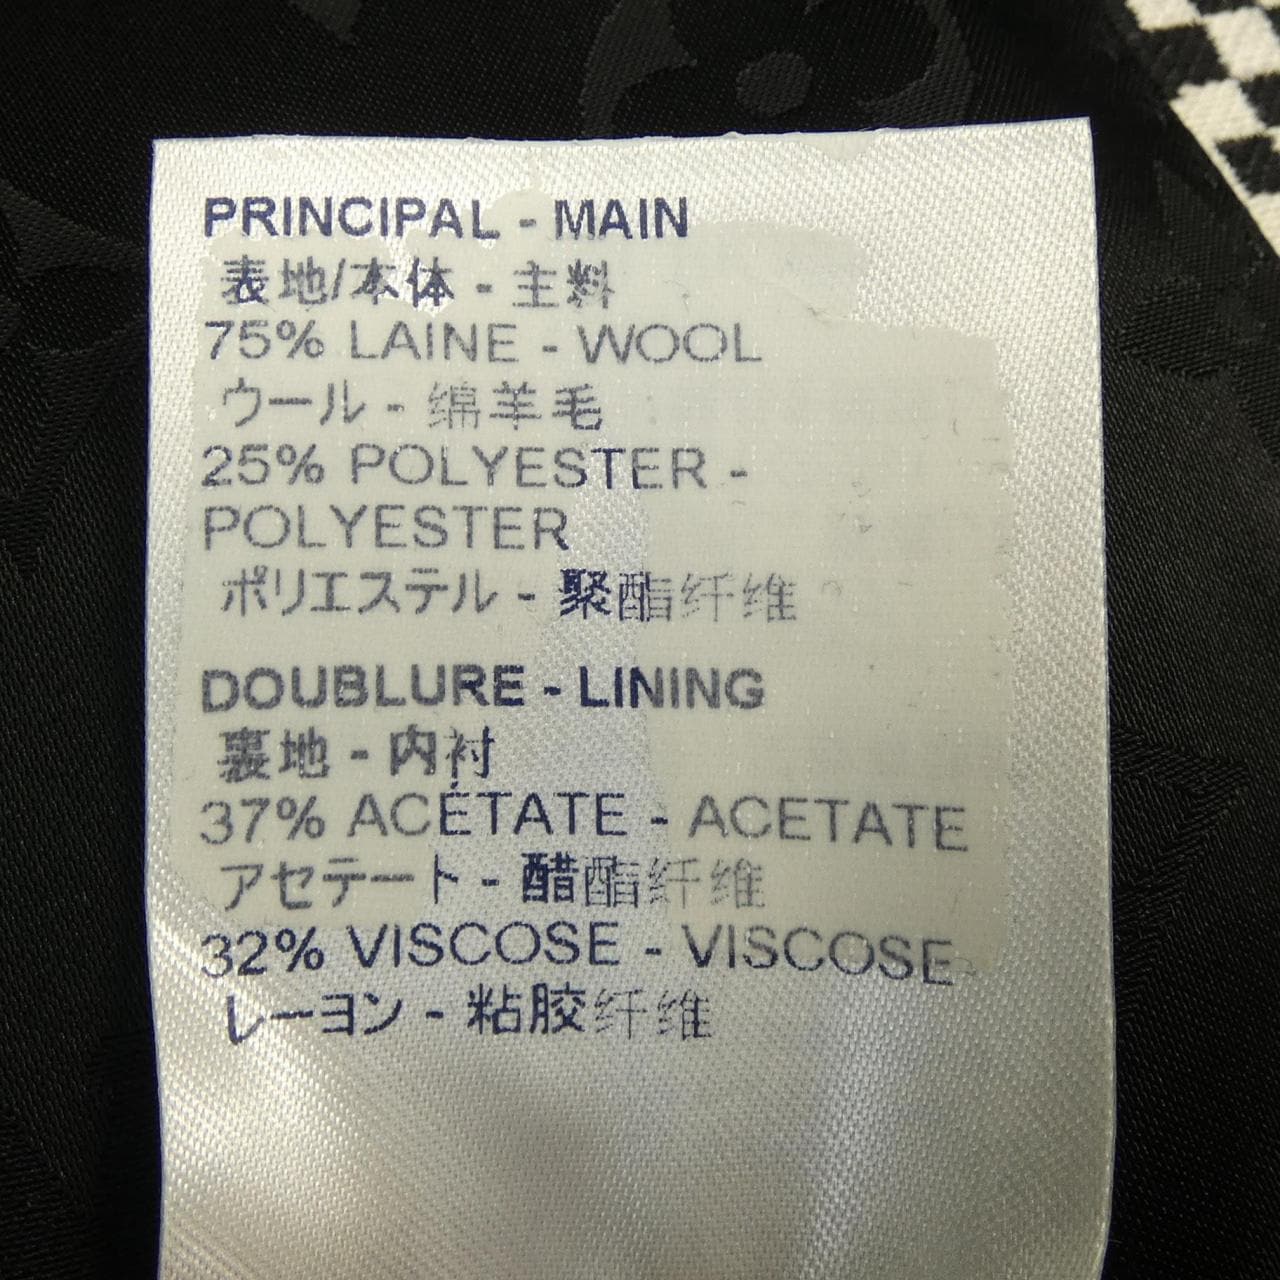 PRINCIPAL - MAIN
表地/本体 - 主料
75% LAINE - WOOL
ウール - 绵羊毛
25% POLYESTER -
POLYESTER
ポリエステル - 聚酯纤维
DOUBLURE - LINING
裏地 - 内衬
37% ACÉTATE - ACETATE
アセテート - 醋酯纤维
32% VISCOSE - VISCOSE
レーヨン - 粘胶纤维